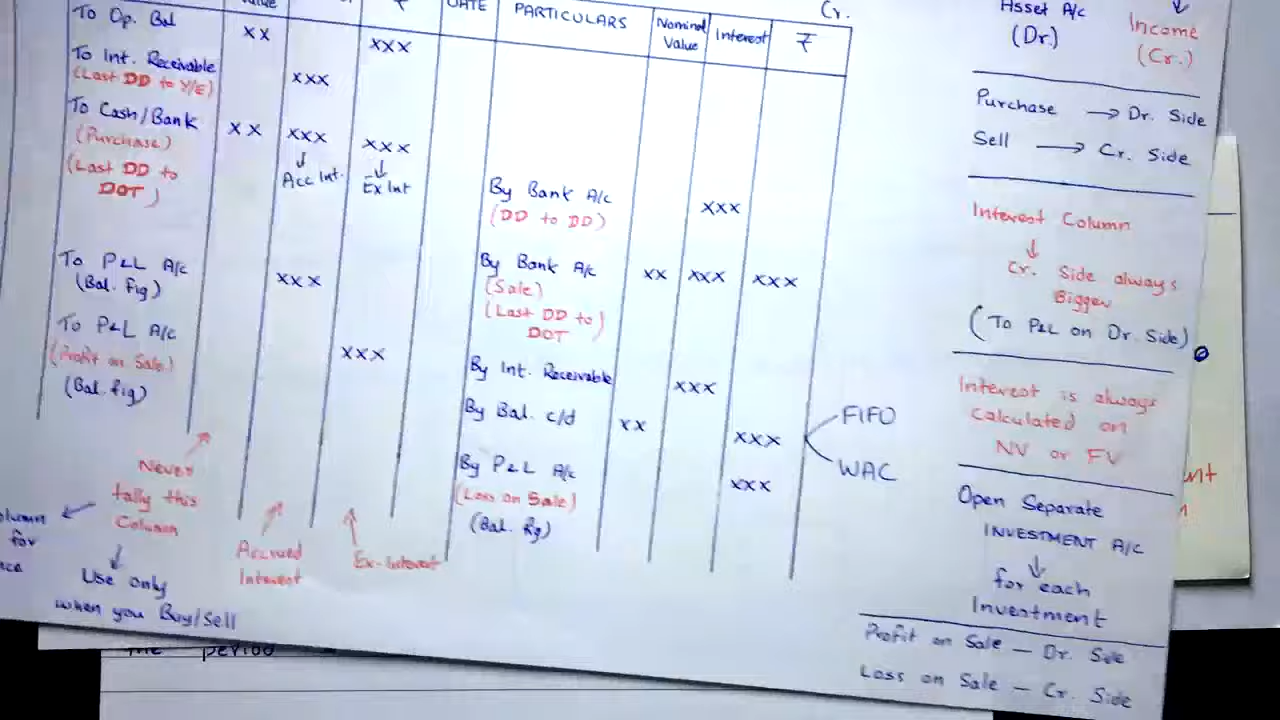 Value
₹
DATE
PARTICULARS
Cr.
Nominal
Value
Interest
₹
To Op. Bal
XX
XXX
To Int. Receivable
(Last DD to Y/E)
XXX
To Cash/Bank
(Purchase)
(Last DD to
DOT)
XX
XXX
XXX
↓
Acc Int.
↓
Ex Int
To P&L A/c
(Bal. fig)
XXX
To P&L A/c
(Profit on Sale)
(Bal. fig)
XXX
By Bank A/c
(DD to DD)
XXX
By Bank A/c
(Sale)
(Last DD to)
DOT
XX
XXX
XXX
By Int. Receivable
XXX
By Bal. c/d
XX
XXX
FIFO
WAC
By P&L A/c
(Loss on Sale)
(Bal. fig)
XXX
Never
tally this
Column
↓
Use only
when you Buy/Sell
Column
for
Accrued
Interest
Ex-Interest
Asset A/c
(Dr.)
↓
Income
(Cr.)
Purchase → Dr. Side
Sell → Cr. Side
Interest Column
↓
Cr. Side always
Bigger
(To P&L on Dr. Side)
Interest is always
calculated on
NV or FV
Open Separate
INVESTMENT A/c
↓
for each
Investment
Profit on Sale – Dr. Side
Loss on Sale – Cr. Side
the period